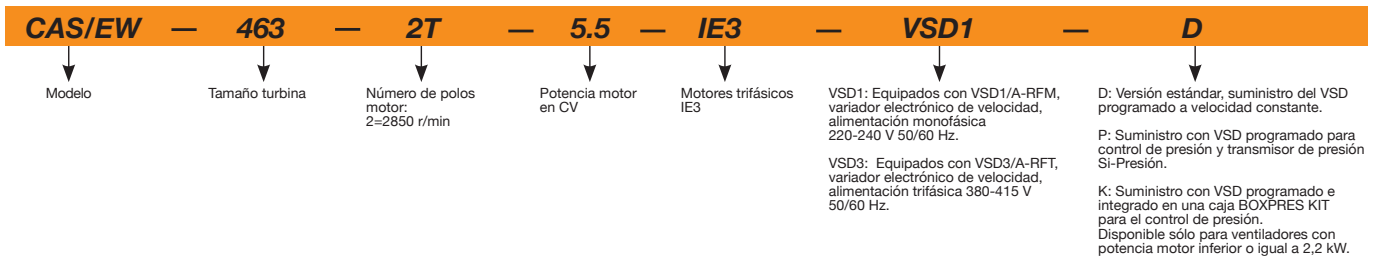 CAS/EW — 463 — 2T — 5.5 — IE3 — VSD1 — D
Modelo
Tamaño turbina
Número de polos
motor:
2=2850 r/min
Potencia motor
en CV
Motores trifásicos
IE3
VSD1: Equipados con VSD1/A-RFM,
variador electrónico de velocidad,
alimentación monofásica
220-240 V 50/60 Hz.
VSD3: Equipados con VSD3/A-RFT,
variador electrónico de velocidad,
alimentación trifásica 380-415 V
50/60 Hz.
D: Versión estándar, suministro del VSD
programado a velocidad constante.
P: Suministro con VSD programado para
control de presión y transmisor de presión
Si-Presión.
K: Suministro con VSD programado e
integrado en una caja BOXPRES KIT
para el control de presión.
Disponible sólo para ventiladores con
potencia motor inferior o igual a 2,2 kW.